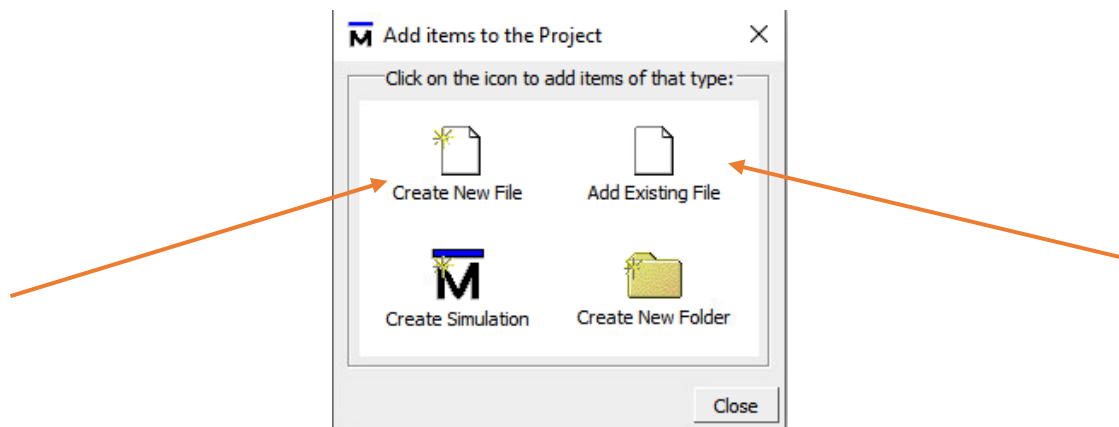 Add items to the Project
Click on the icon to add items of that type:
Create New File
Add Existing File
Create Simulation
Create New Folder
Close